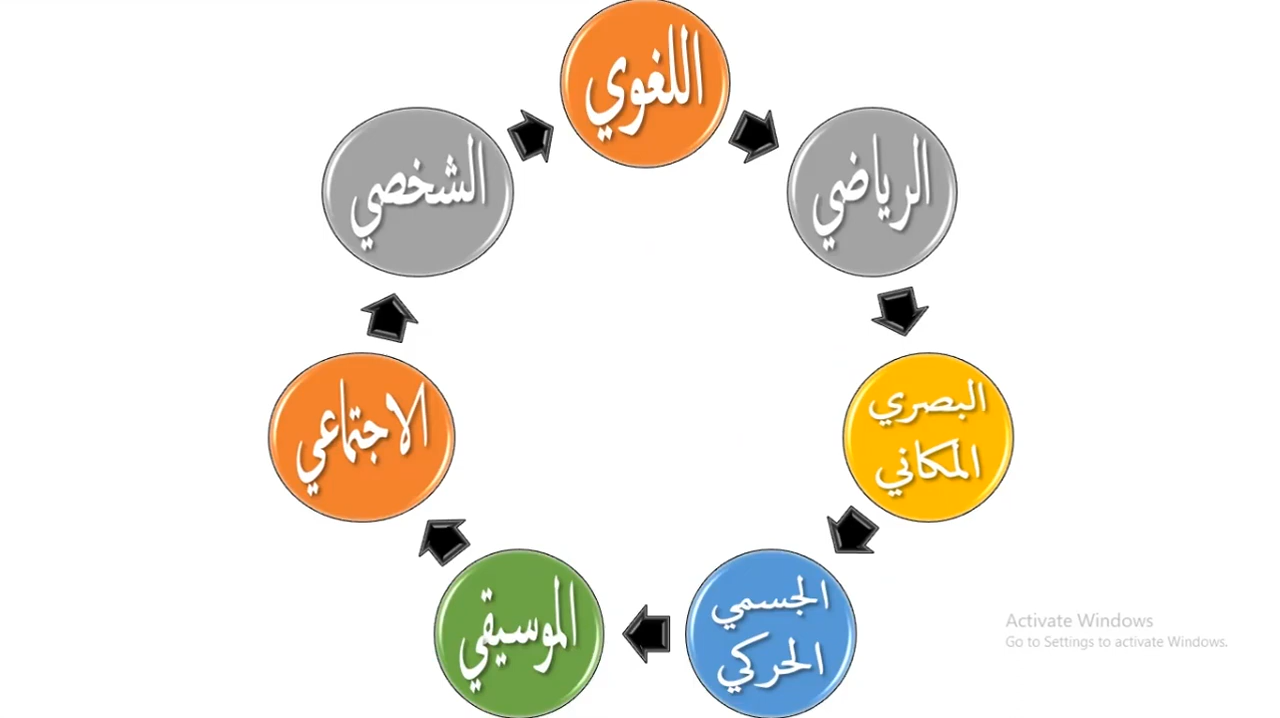 اللغوي
الرياضي
البصري
المكاني
الجسمي
الحركي
الموسيقي
الاجتماعي
الشخصي
Activate Windows
Go to Settings to activate Windows.